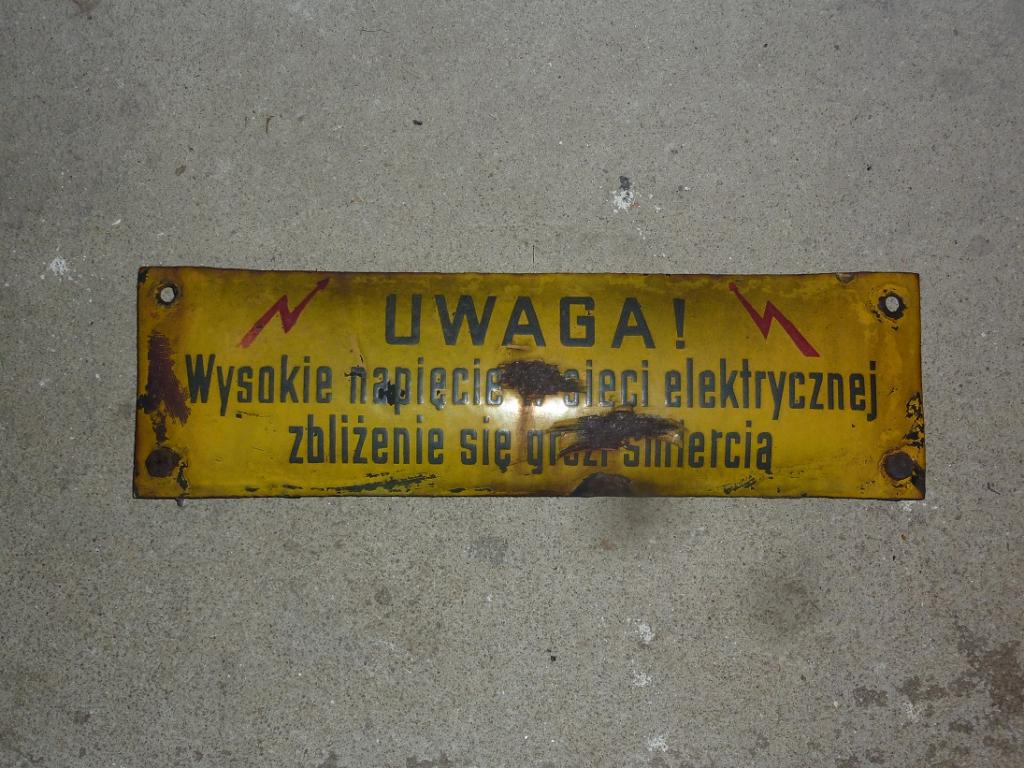 UWAGA!
Wysokie napięcie w sieci elektrycznej
zbliżenie się grozi śmiercią